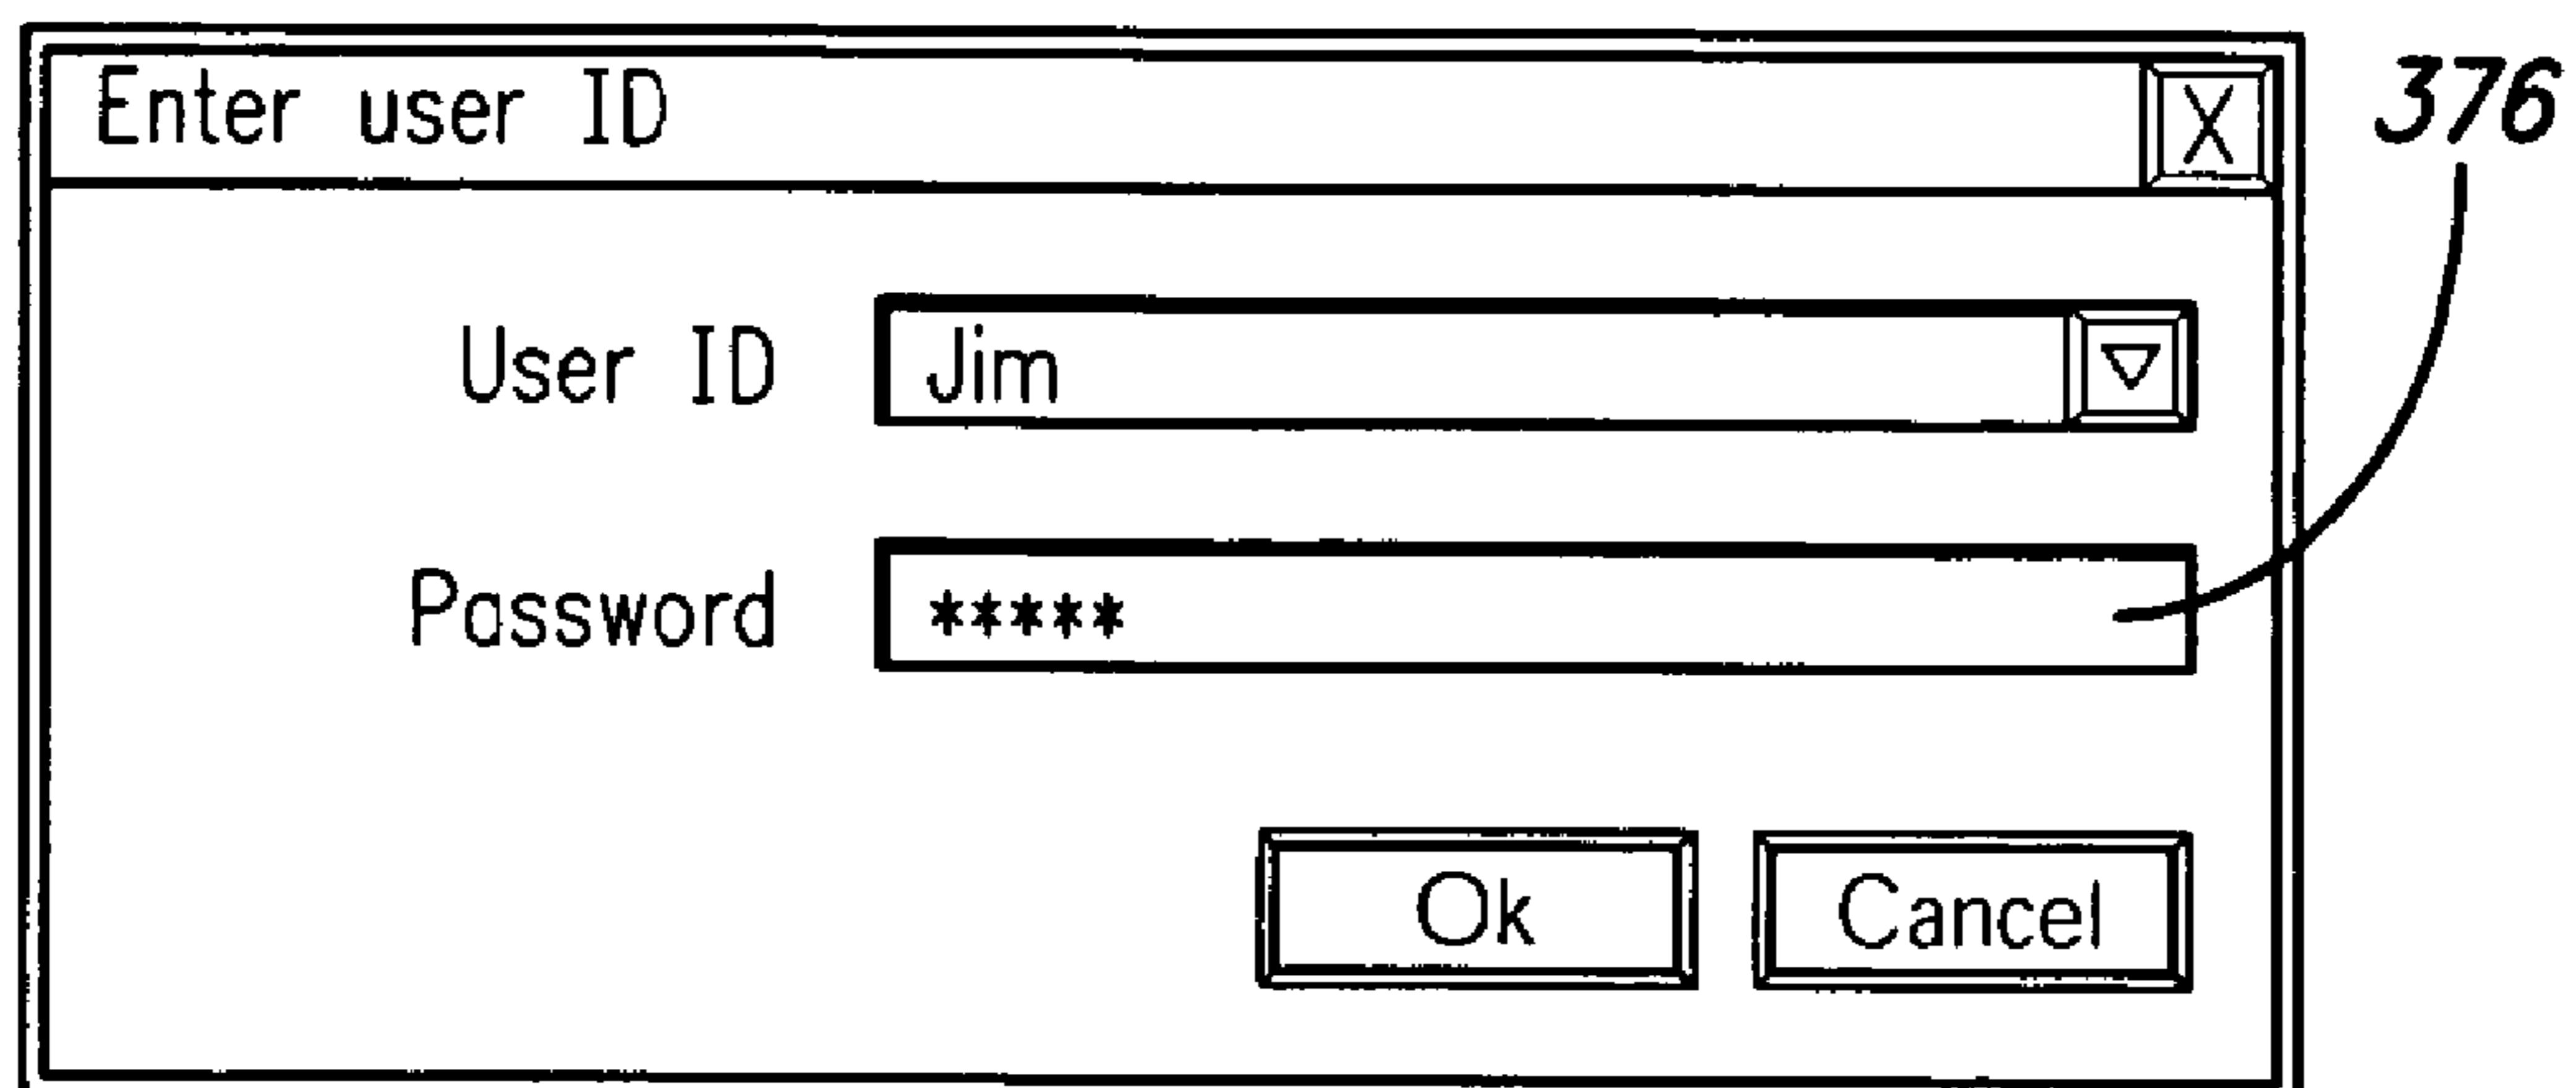 Enter user ID X 376
User ID Jim
Password *****
Ok Cancel